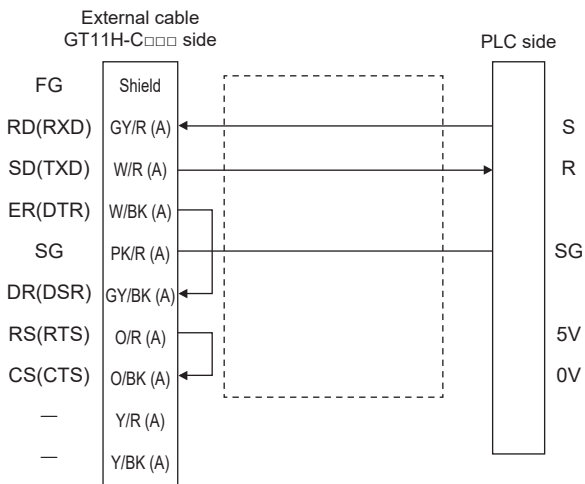 External cable
GT11H-C□□□ side
PLC side
FG Shield
RD(RXD) GY/R (A) S
SD(TXD) W/R (A) R
ER(DTR) W/BK (A)
SG PK/R (A) SG
DR(DSR) GY/BK (A)
RS(RTS) O/R (A) 5V
CS(CTS) O/BK (A) 0V
— Y/R (A)
— Y/BK (A)